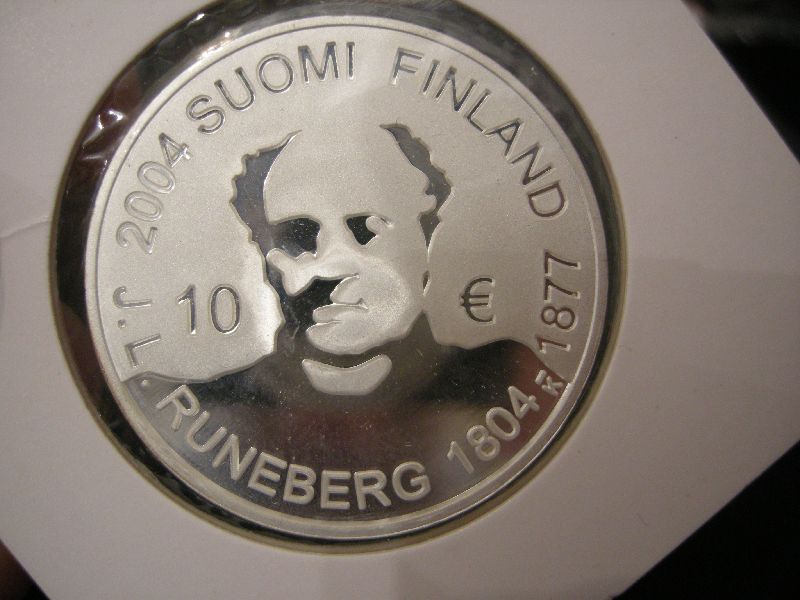 2004 SUOMI FINLAND
10 €
J.L. RUNEBERG 1804 K 1877